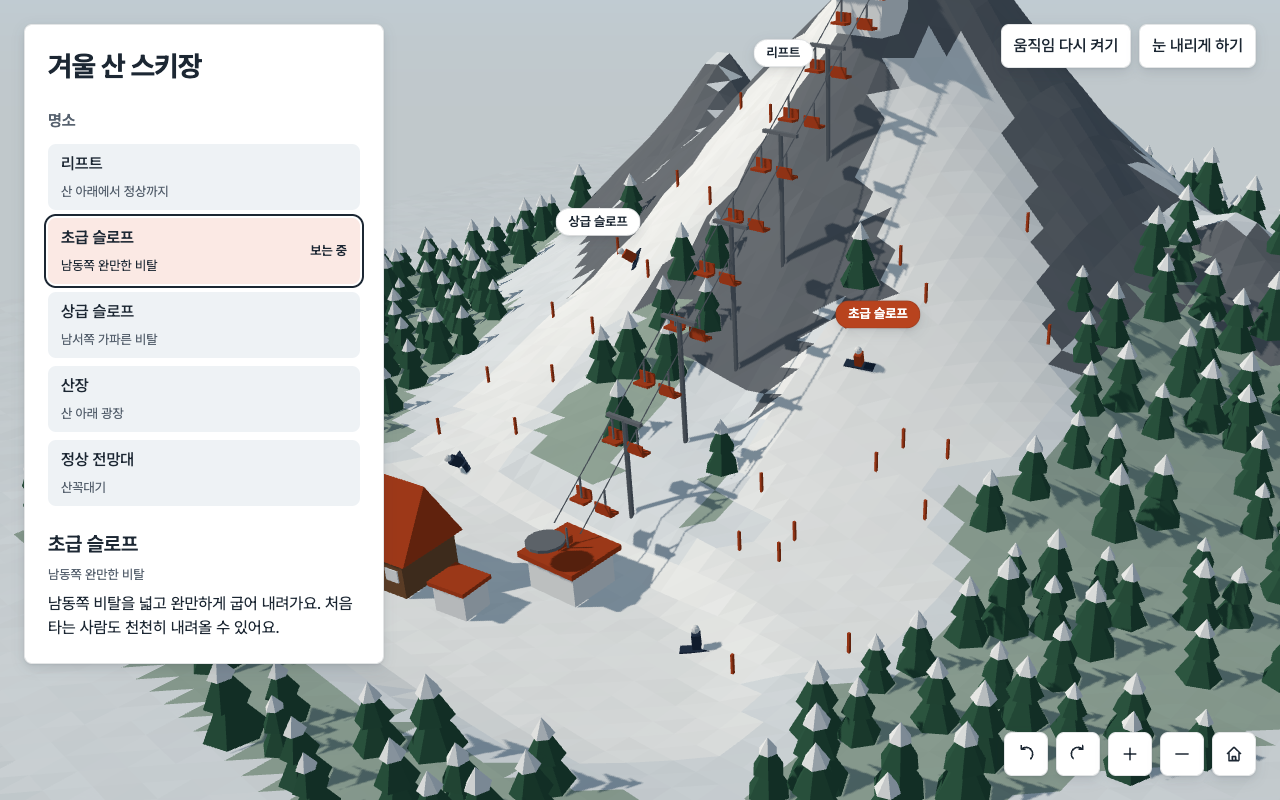 겨울 산 스키장
명소
리프트
산 아래에서 정상까지
초급 슬로프
남동쪽 완만한 비탈
보는 중
상급 슬로프
남서쪽 가파른 비탈
산장
산 아래 광장
정상 전망대
산꼭대기
초급 슬로프
남동쪽 완만한 비탈
남동쪽 비탈을 넓고 완만하게 굽어 내려가요. 처음
타는 사람도 천천히 내려올 수 있어요.
리프트
상급 슬로프
초급 슬로프
움직임 다시 켜기
눈 내리게 하기